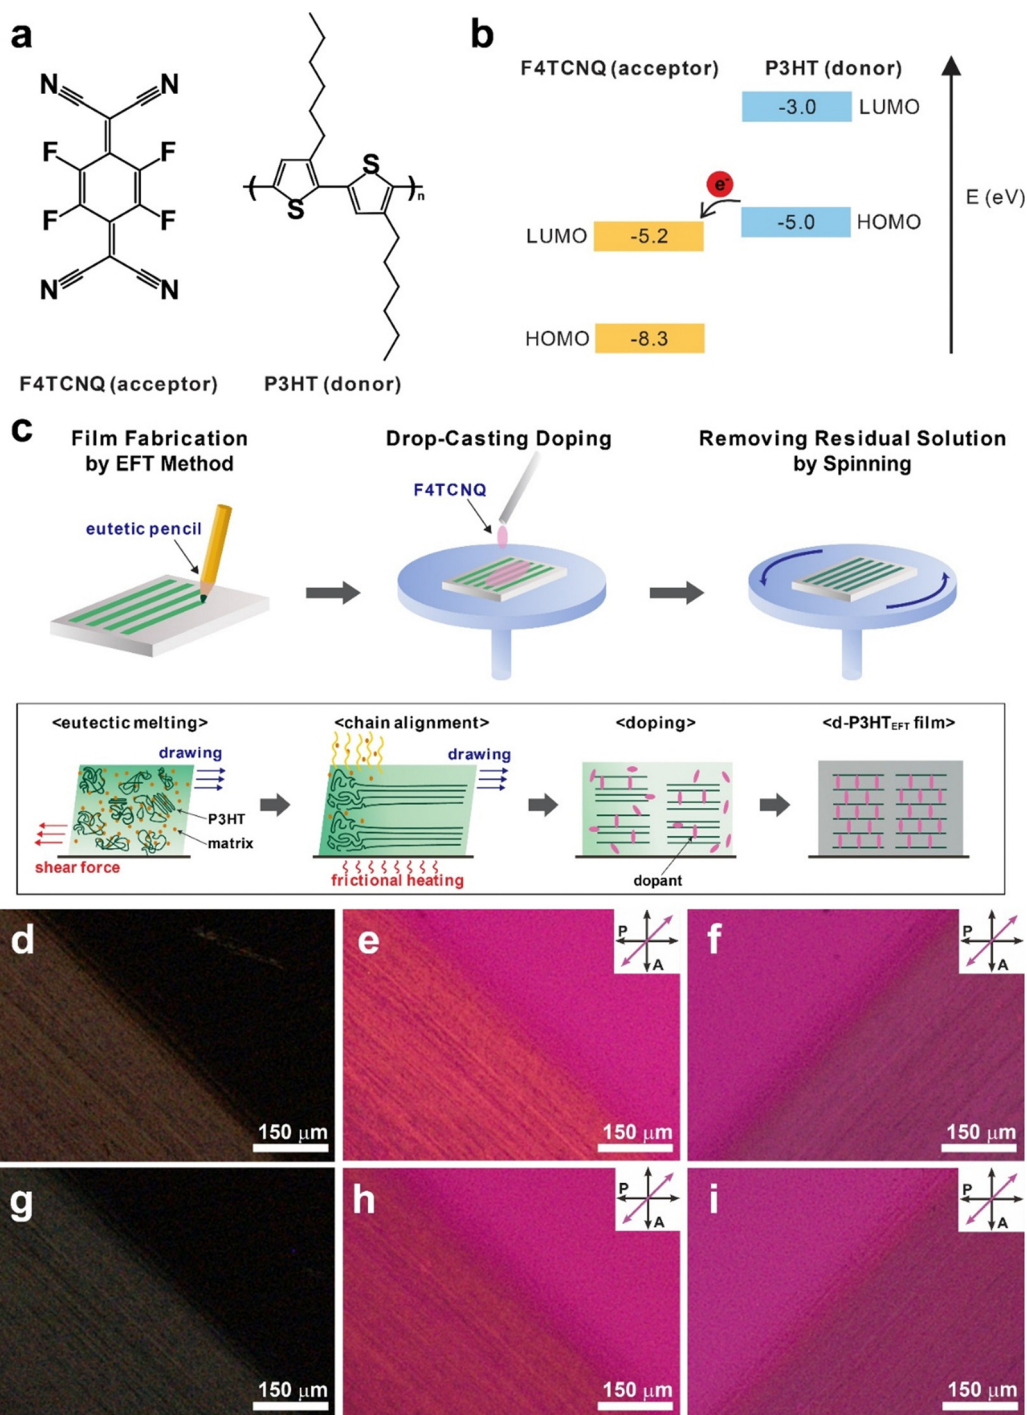 a
N N
F F
F F
N N
S S
( )n
F4TCNQ (acceptor) P3HT (donor)
b
F4TCNQ (acceptor) P3HT (donor)
-3.0 LUMO
e-
LUMO -5.2
-5.0 HOMO
HOMO -8.3
E (eV)
c
Film Fabrication
by EFT Method
eutetic pencil
Drop-Casting Doping
F4TCNQ
Removing Residual Solution
by Spinning
<eutectic melting>
drawing
P3HT
matrix
shear force
<chain alignment>
drawing
frictional heating
<doping>
dopant
<d-P3HTEFT film>
d
150 μm
e
P
A
150 μm
f
P
A
150 μm
g
150 μm
h
P
A
150 μm
i
P
A
150 μm